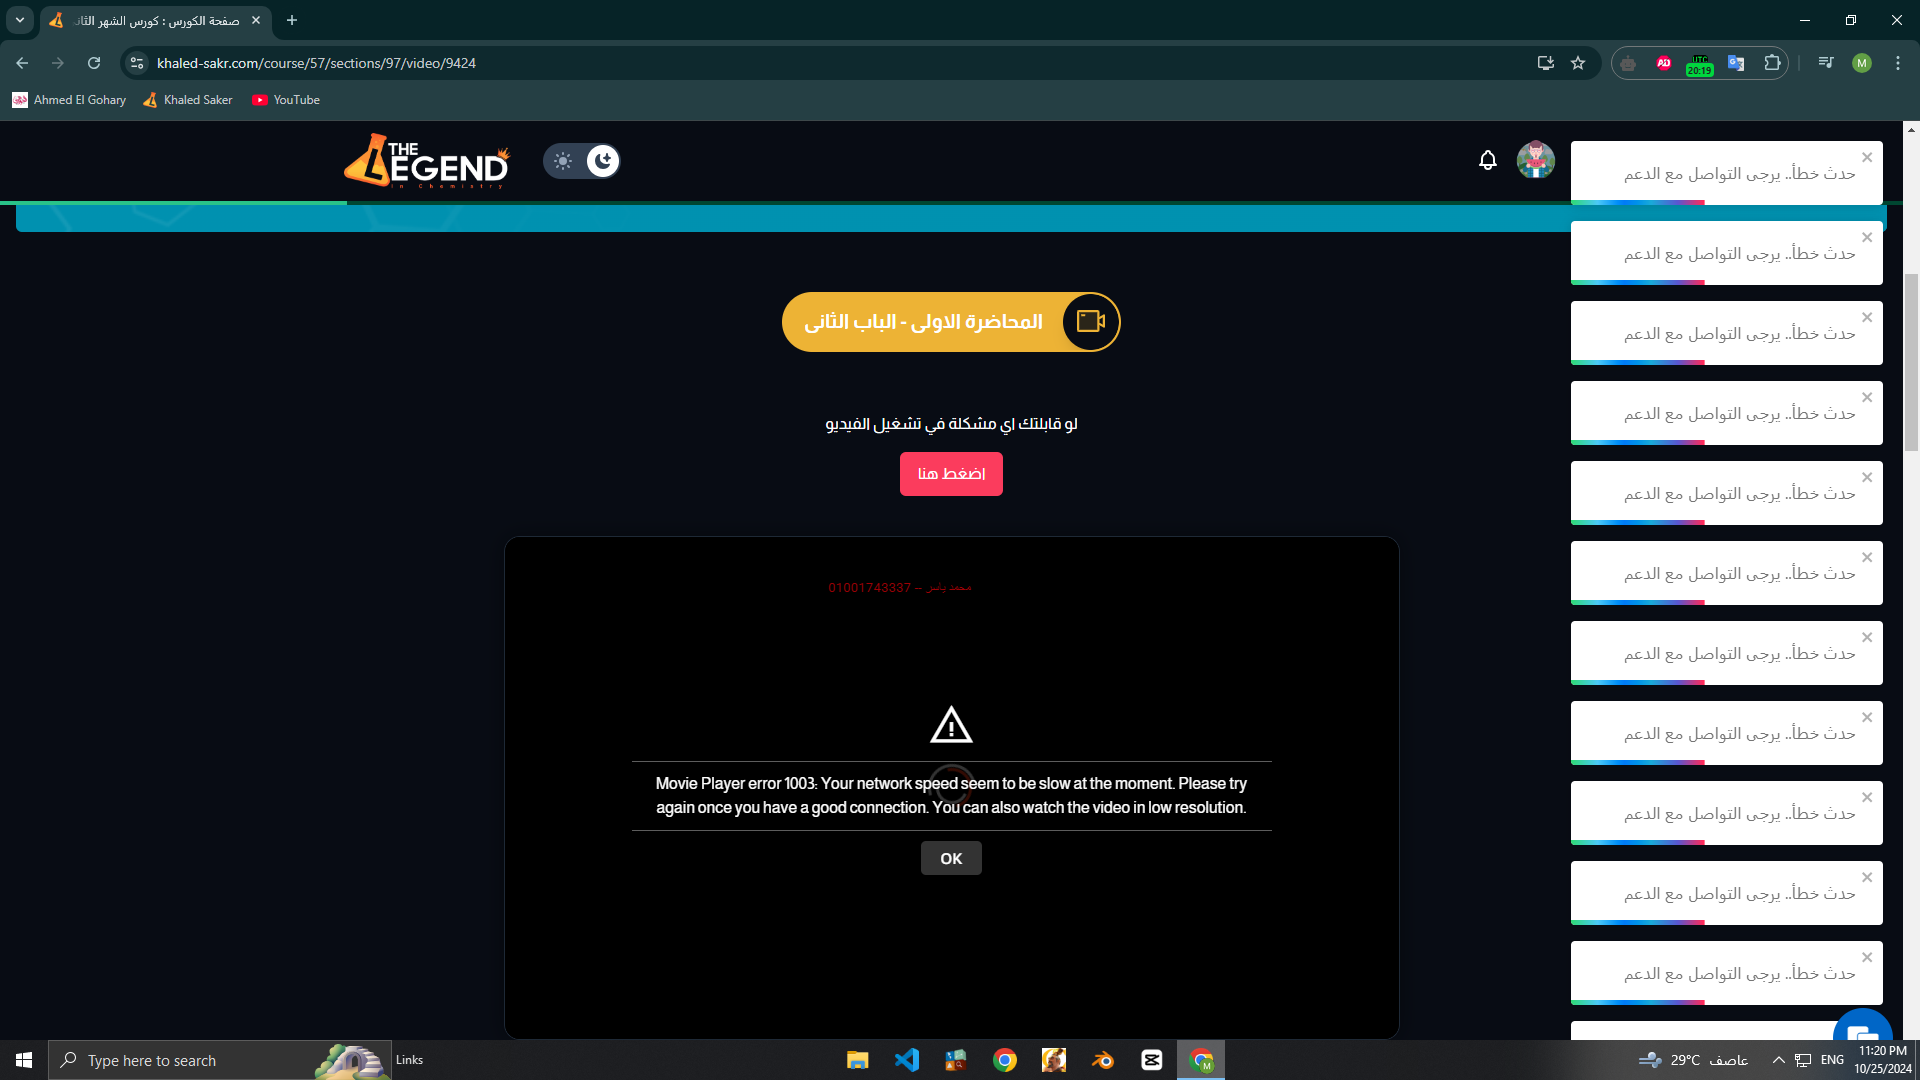 صفحة الكورس : كورس الشهر الثاني
khaled-sakr.com/course/57/sections/97/video/9424
AD
UTC
20:19
M
Ahmed El Gohary
Khaled Saker
YouTube
THE
LEGEND
in Chemistry
المحاضرة الاولى - الباب الثانى
لو قابلتك اي مشكلة في تشغيل الفيديو
اضغط هنا
محمد ياسر – 01001743337
Movie Player error 1003: Your network speed seem to be slow at the moment. Please try
again once you have a good connection. You can also watch the video in low resolution.
OK
حدث خطأ.. يرجى التواصل مع الدعم
حدث خطأ.. يرجى التواصل مع الدعم
حدث خطأ.. يرجى التواصل مع الدعم
حدث خطأ.. يرجى التواصل مع الدعم
حدث خطأ.. يرجى التواصل مع الدعم
حدث خطأ.. يرجى التواصل مع الدعم
حدث خطأ.. يرجى التواصل مع الدعم
حدث خطأ.. يرجى التواصل مع الدعم
حدث خطأ.. يرجى التواصل مع الدعم
حدث خطأ.. يرجى التواصل مع الدعم
حدث خطأ.. يرجى التواصل مع الدعم
Type here to search
Links
29°C عاصف
ENG
11:20 PM
10/25/2024